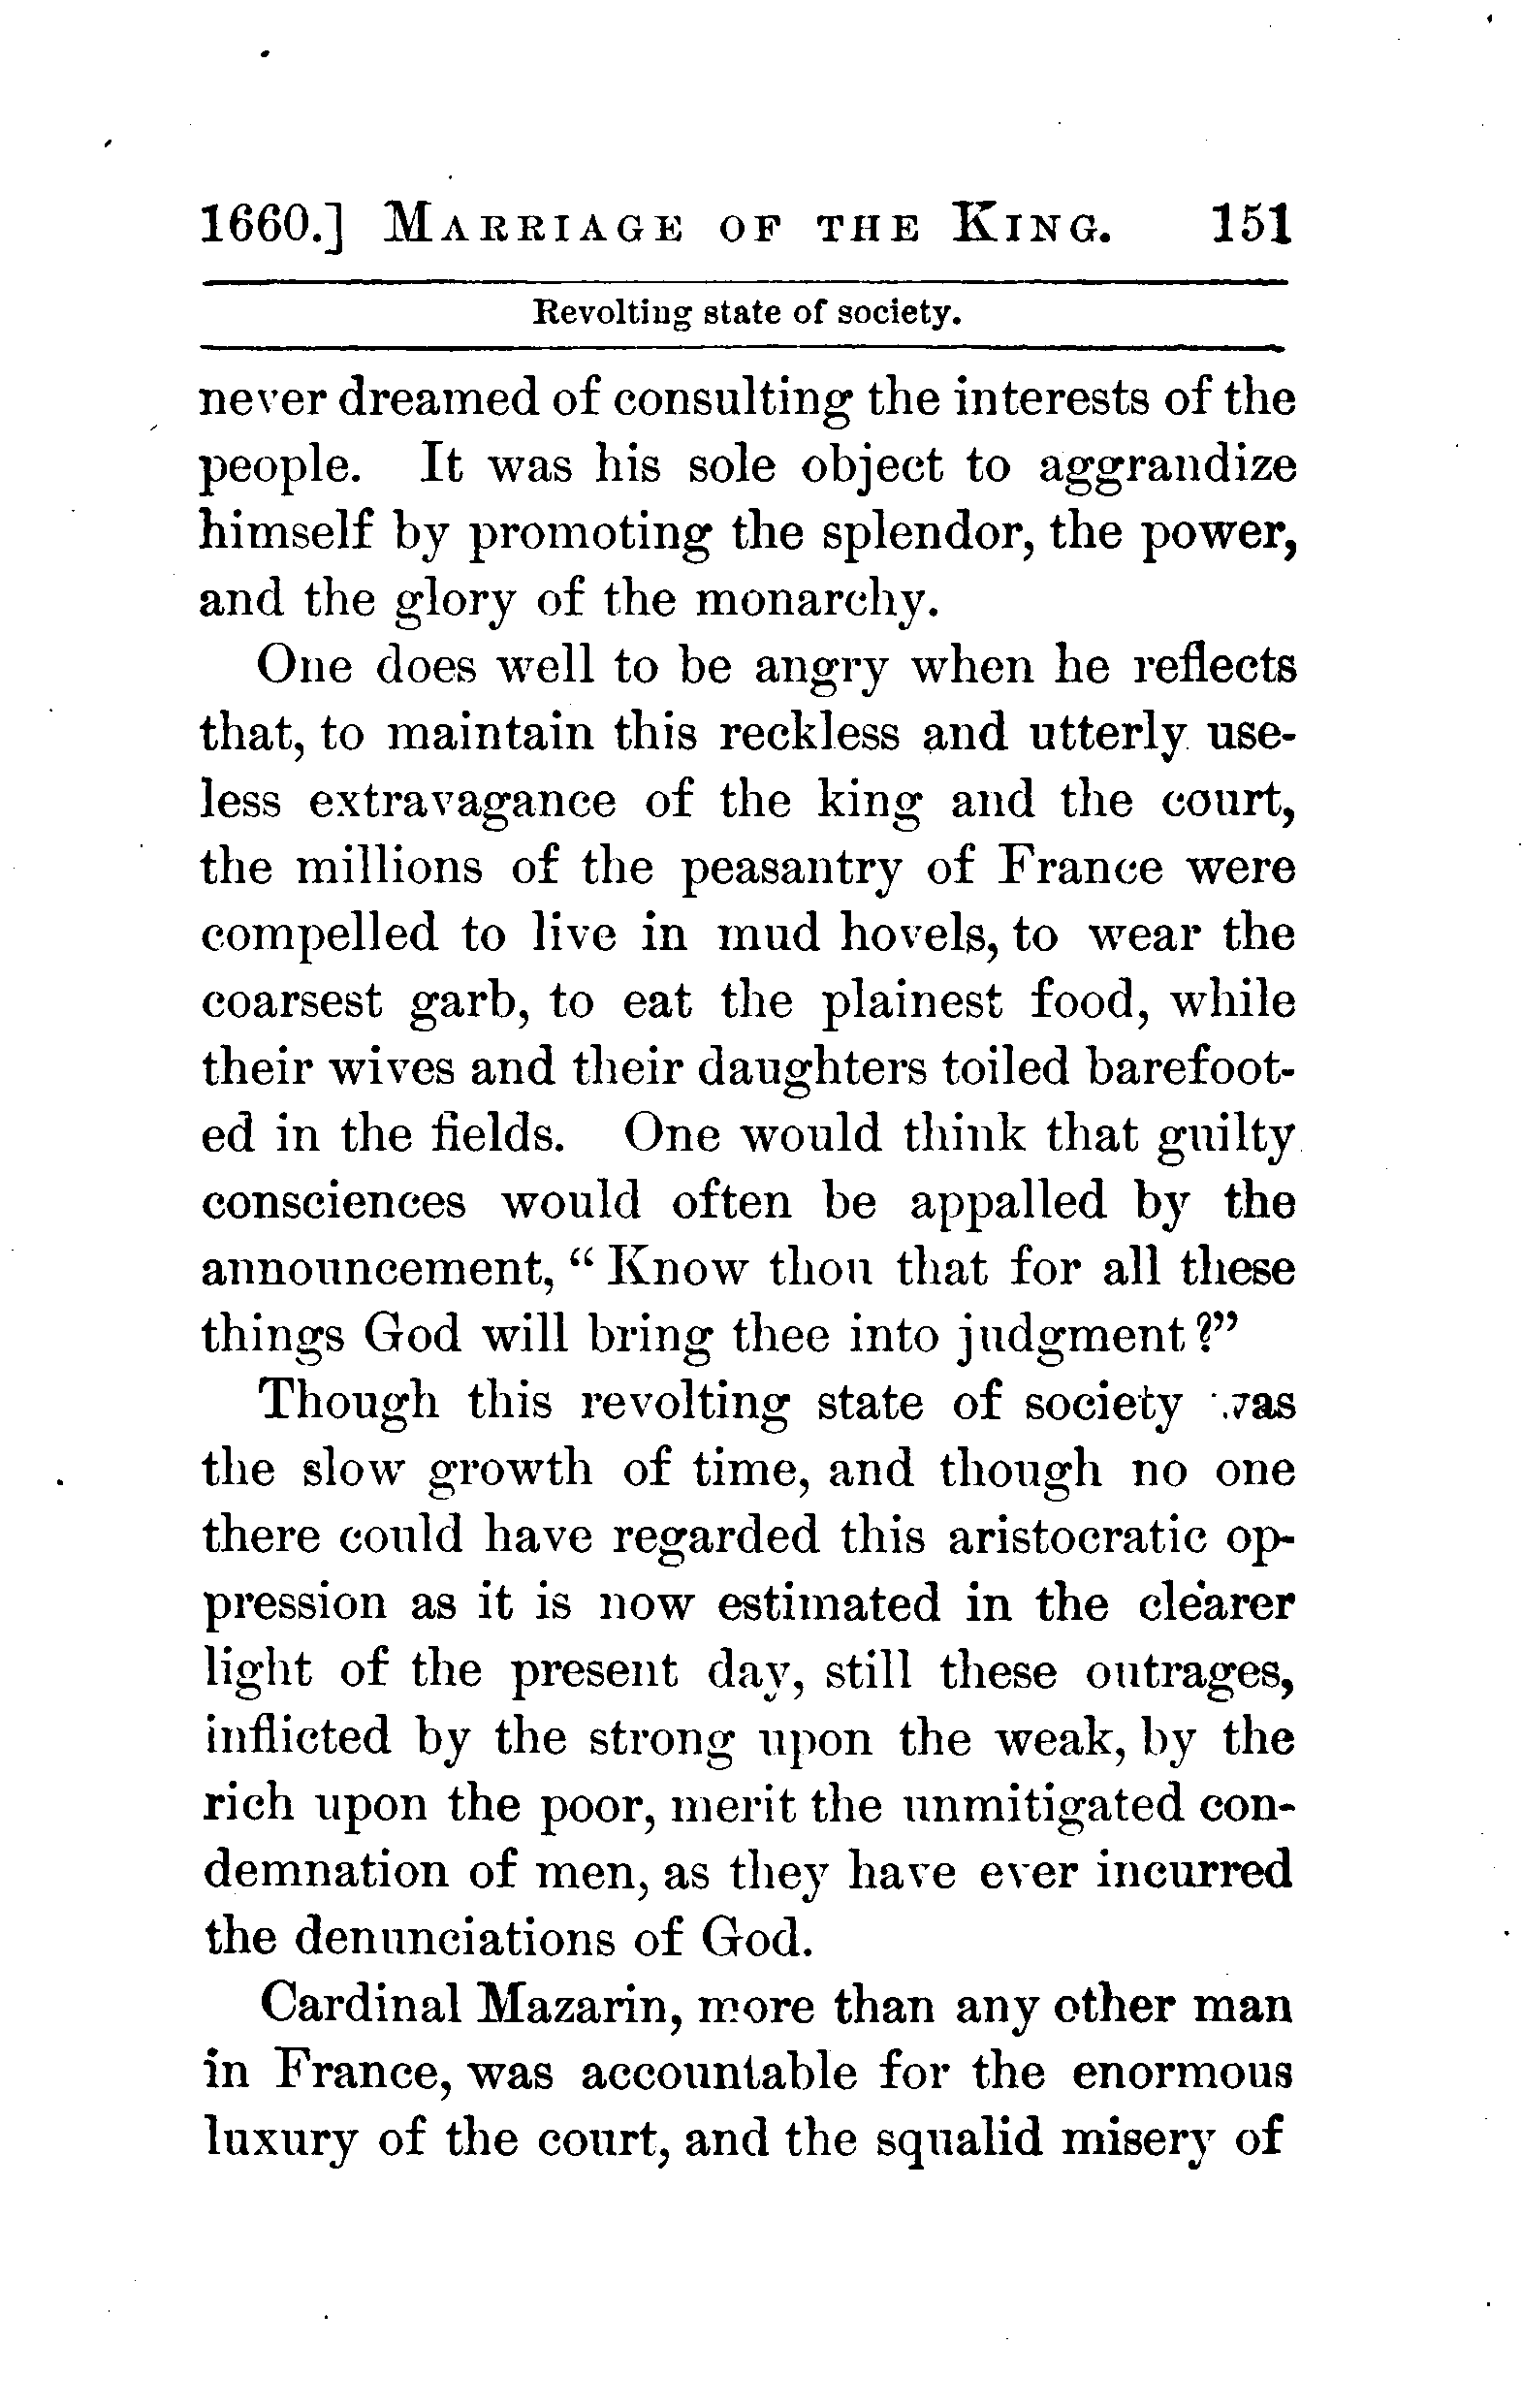 1660.] MARRIAGE OF THE KING. 151
Revolting state of society.
never dreamed of consulting the interests of the
people. It was his sole object to aggrandize
himself by promoting the splendor, the power,
and the glory of the monarchy.
One does well to be angry when he reflects
that, to maintain this reckless and utterly use-
less extravagance of the king and the court,
the millions of the peasantry of France were
compelled to live in mud hovels, to wear the
coarsest garb, to eat the plainest food, while
their wives and their daughters toiled barefoot-
ed in the fields. One would think that guilty
consciences would often be appalled by the
announcement, “Know thou that for all these
things God will bring thee into judgment?”
Though this revolting state of society was
the slow growth of time, and though no one
there could have regarded this aristocratic op-
pression as it is now estimated in the clearer
light of the present day, still these outrages,
inflicted by the strong upon the weak, by the
rich upon the poor, merit the unmitigated con-
demnation of men, as they have ever incurred
the denunciations of God.
Cardinal Mazarin, more than any other man
in France, was accountable for the enormous
luxury of the court, and the squalid misery of